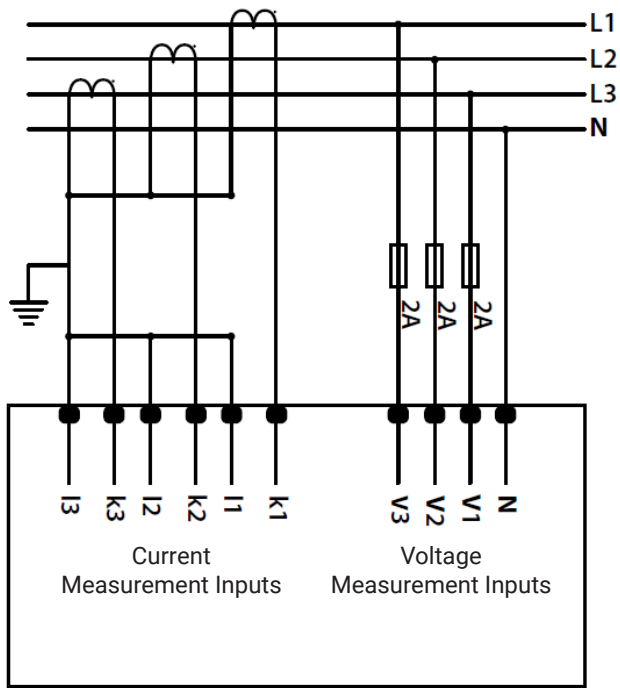 L1
L2
L3
N
2A
2A
2A
l3
k3
l2
k2
l1
k1
V3
V2
V1
N
Current
Measurement Inputs
Voltage
Measurement Inputs